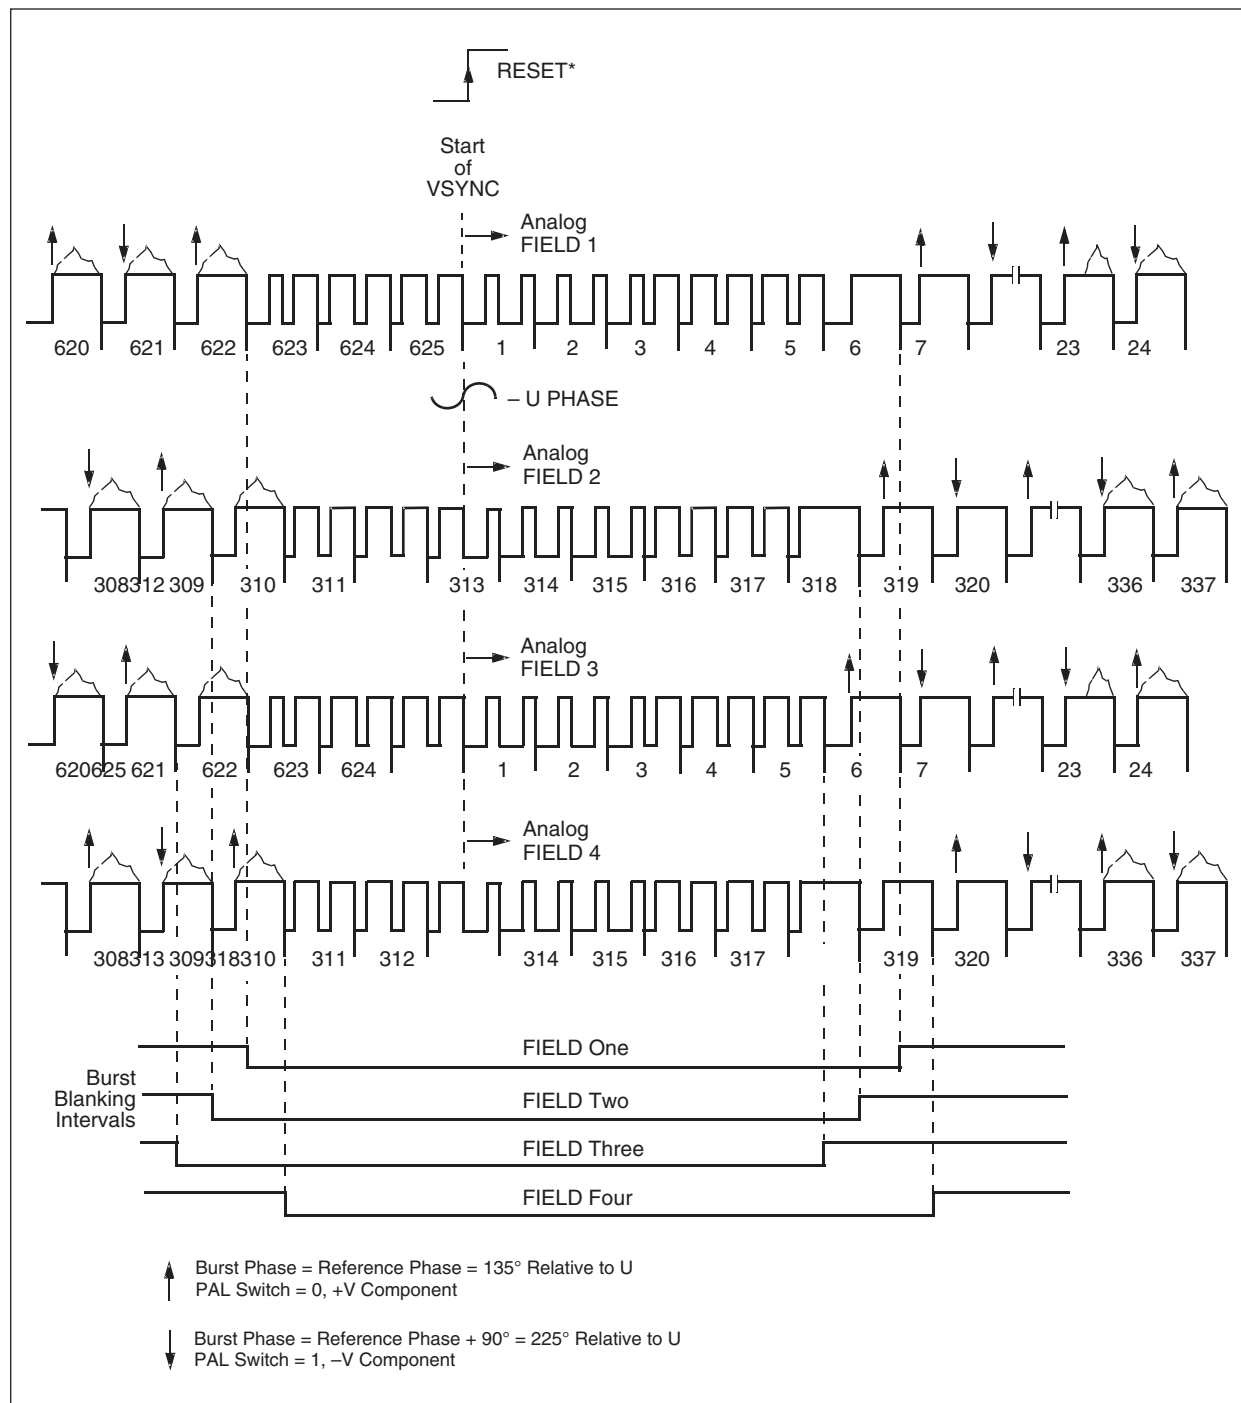 RESET*
Start
of
VSYNC
Analog
FIELD 1
620 621 622 623 624 625 1 2 3 4 5 6 7 23 24
– U PHASE
Analog
FIELD 2
308312 309 310 311 313 314 315 316 317 318 319 320 336 337
Analog
FIELD 3
620625 621 622 623 624 1 2 3 4 5 6 7 23 24
Analog
FIELD 4
308313 309318310 311 312 314 315 316 317 319 320 336 337
Burst
Blanking
Intervals
FIELD One
FIELD Two
FIELD Three
FIELD Four
Burst Phase = Reference Phase = 135° Relative to U
PAL Switch = 0, +V Component
Burst Phase = Reference Phase + 90° = 225° Relative to U
PAL Switch = 1, –V Component